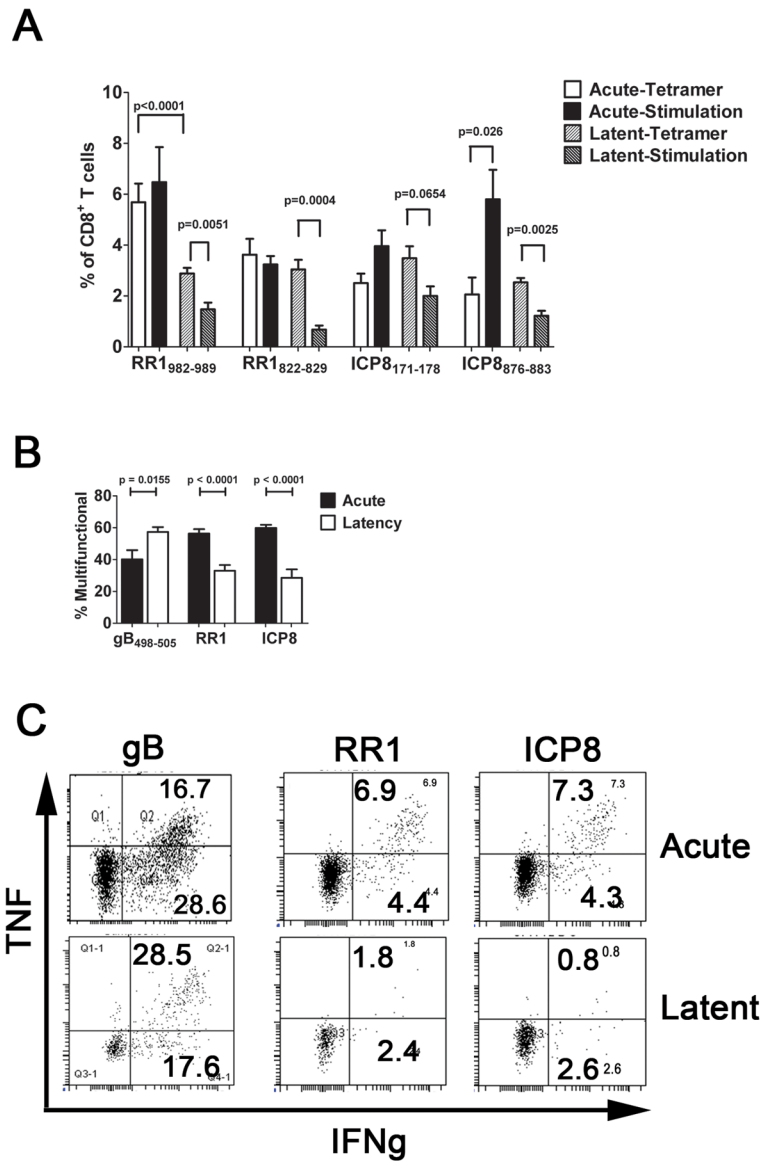 A
% of CD8+ T cells
10
8
6
4
2
0
p<0.0001
p=0.0051
p=0.0004
p=0.0654
p=0.026
p=0.0025
Acute-Tetramer
Acute-Stimulation
Latent-Tetramer
Latent-Stimulation
RR1982-989
RR1822-829
ICP8171-178
ICP8876-883
B
% Multifunctional
80
60
40
20
0
p = 0.0155
p < 0.0001
p < 0.0001
Acute
Latency
gB498-505
RR1
ICP8
C
gB
RR1
ICP8
TNF
Q1
Q2
16.7
28.6
6.9
6.9
4.4
4.4
7.3
7.3
4.3
Acute
Q1-1
28.5
Q2-1
Q3-1
17.6
Q4-1
1.8
1.8
2.4
0.8
0.8
2.6
2.6
Latent
IFNg